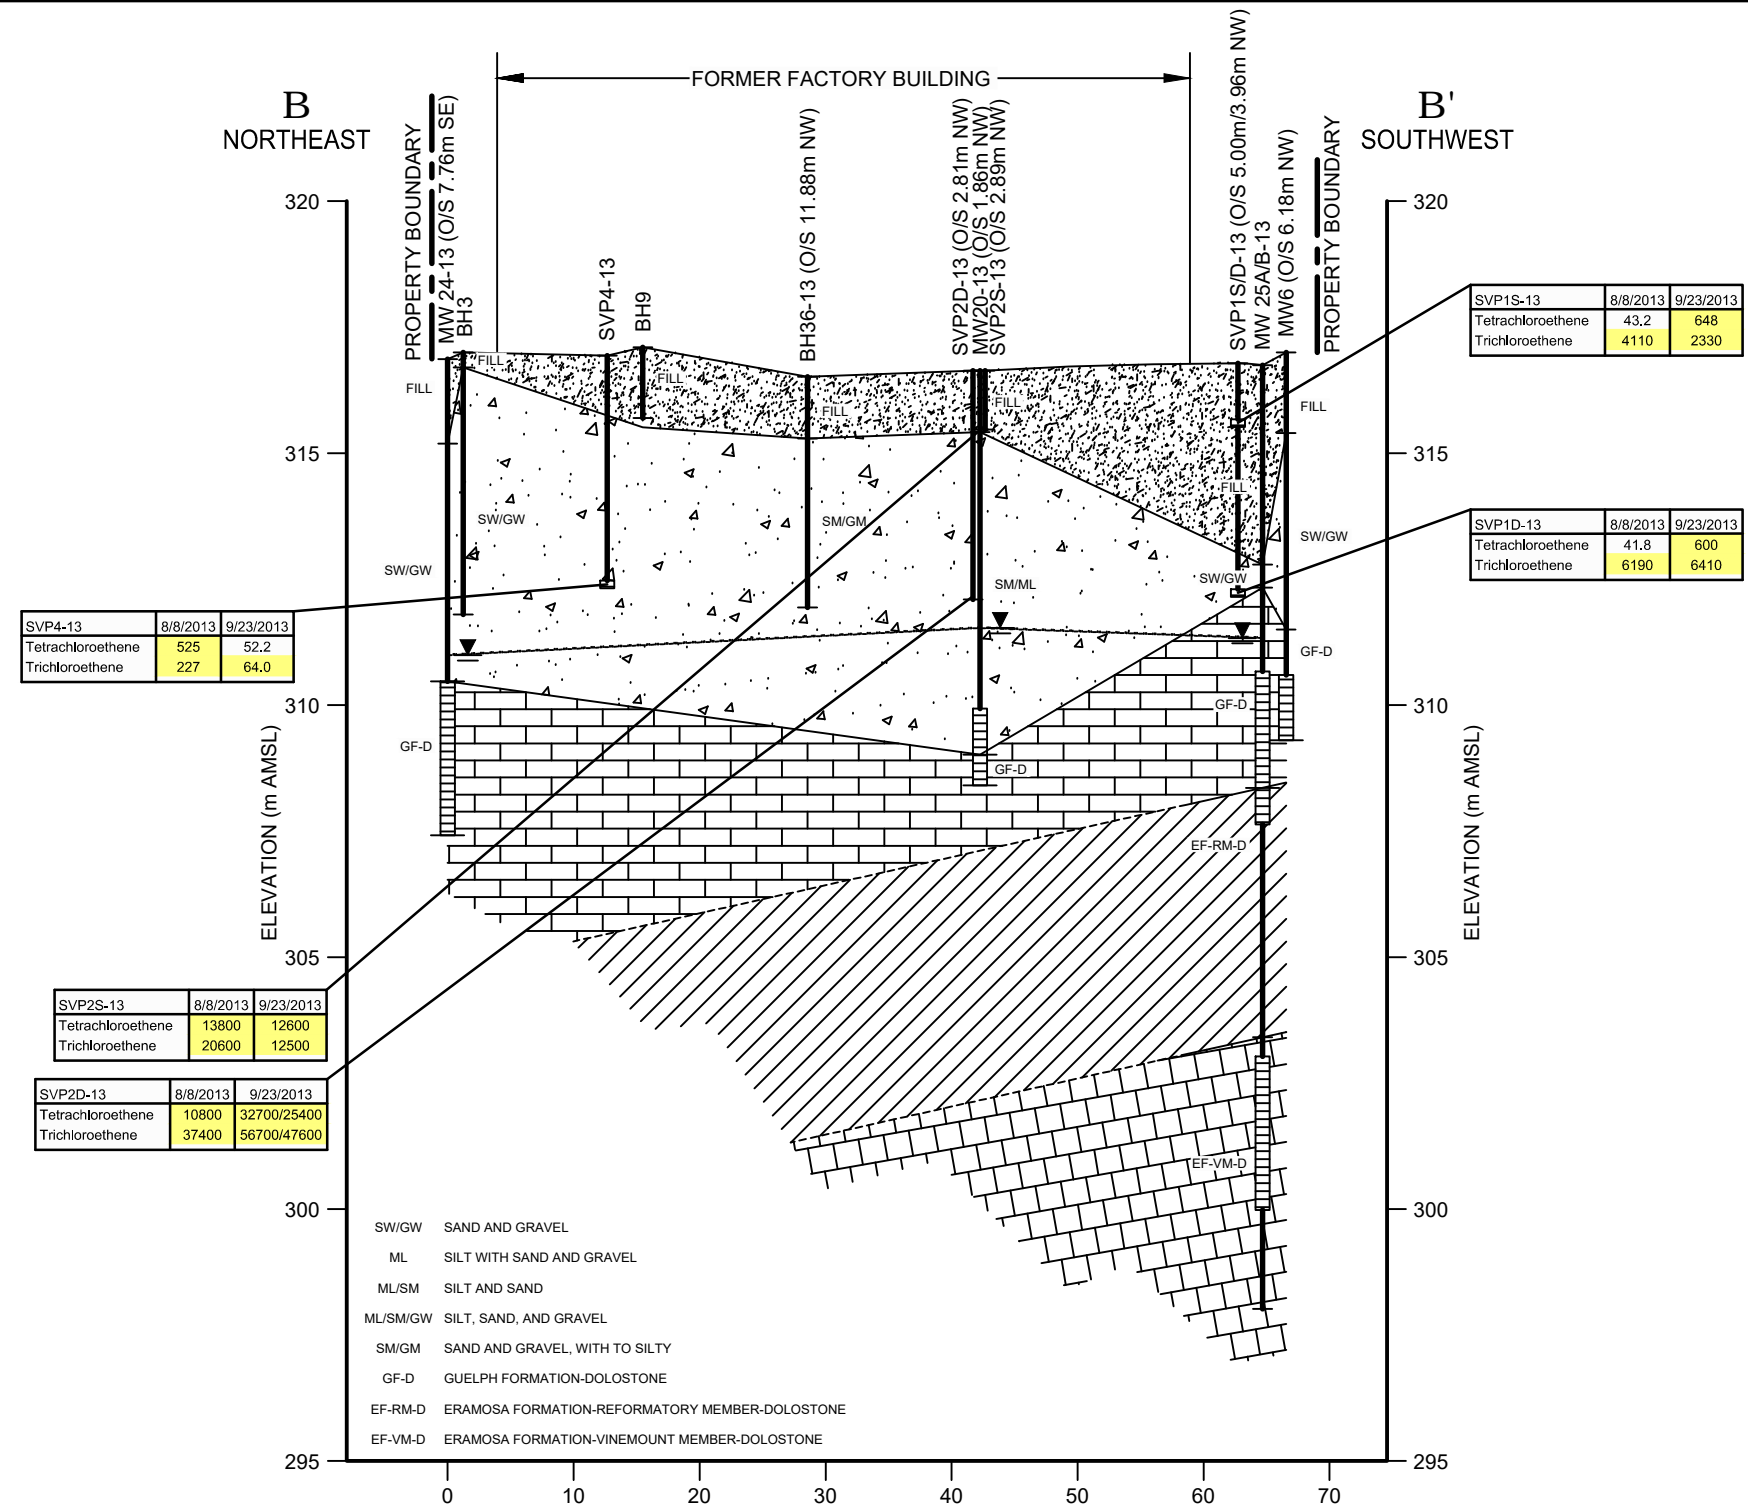 FORMER FACTORY BUILDING
B
NORTHEAST
B'
SOUTHWEST
PROPERTY BOUNDARY
MW 24-13 (O/S 7.76m SE)
BH3
SVP4-13
BH9
BH36-13 (O/S 11.88m NW)
SVP2D-13 (O/S 2.81m NW)
MW20-13 (O/S 1.86m NW)
SVP2S-13 (O/S 2.89m NW)
SVP1S/D-13 (O/S 5.00m/3.96m NW)
MW 25A/B-13
MW6 (O/S 6.18m NW)
PROPERTY BOUNDARY
320
315
310
305
300
295
ELEVATION (m AMSL)
320
315
310
305
300
295
ELEVATION (m AMSL)
0 10 20 30 40 50 60 70
FILL
FILL
FILL
FILL
FILL
FILL
FILL
SW/GW
SW/GW
SM/GM
SM/ML
SW/GW
SW/GW
GF-D
GF-D
GF-D
GF-D
EF-RM-D
EF-VM-D
SVP1S-13 8/8/2013 9/23/2013
Tetrachloroethene 43.2 648
Trichloroethene 4110 2330
SVP1D-13 8/8/2013 9/23/2013
Tetrachloroethene 41.8 600
Trichloroethene 6190 6410
SVP4-13 8/8/2013 9/23/2013
Tetrachloroethene 525 52.2
Trichloroethene 227 64.0
SVP2S-13 8/8/2013 9/23/2013
Tetrachloroethene 13800 12600
Trichloroethene 20600 12500
SVP2D-13 8/8/2013 9/23/2013
Tetrachloroethene 10800 32700/25400
Trichloroethene 37400 56700/47600
SW/GW SAND AND GRAVEL
ML SILT WITH SAND AND GRAVEL
ML/SM SILT AND SAND
ML/SM/GW SILT, SAND, AND GRAVEL
SM/GM SAND AND GRAVEL, WITH TO SILTY
GF-D GUELPH FORMATION-DOLOSTONE
EF-RM-D ERAMOSA FORMATION-REFORMATORY MEMBER-DOLOSTONE
EF-VM-D ERAMOSA FORMATION-VINEMOUNT MEMBER-DOLOSTONE